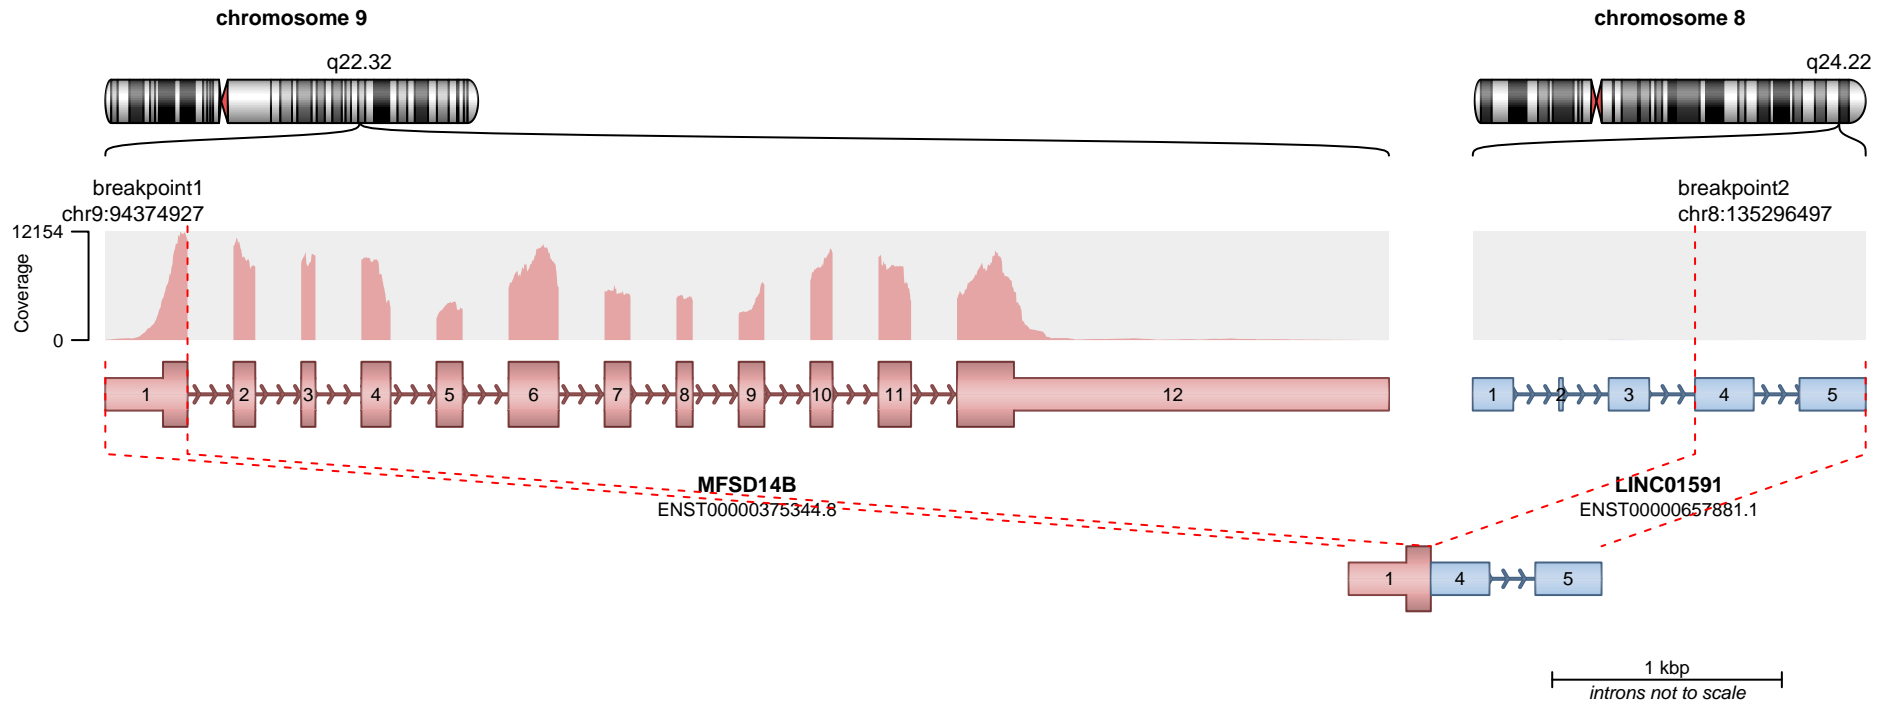 chromosome 9
chromosome 8
q22.32
q24.22
breakpoint1
chr9:94374927
breakpoint2
chr8:135296497
12154
Coverage
0
1 2 3 4 5 6 7 8 9 10 11 12
1 2 3 4 5
MFSD14B
ENST00000375344.8
LINC01591
ENST00000657881.1
1 4 5
1 kbp
introns not to scale